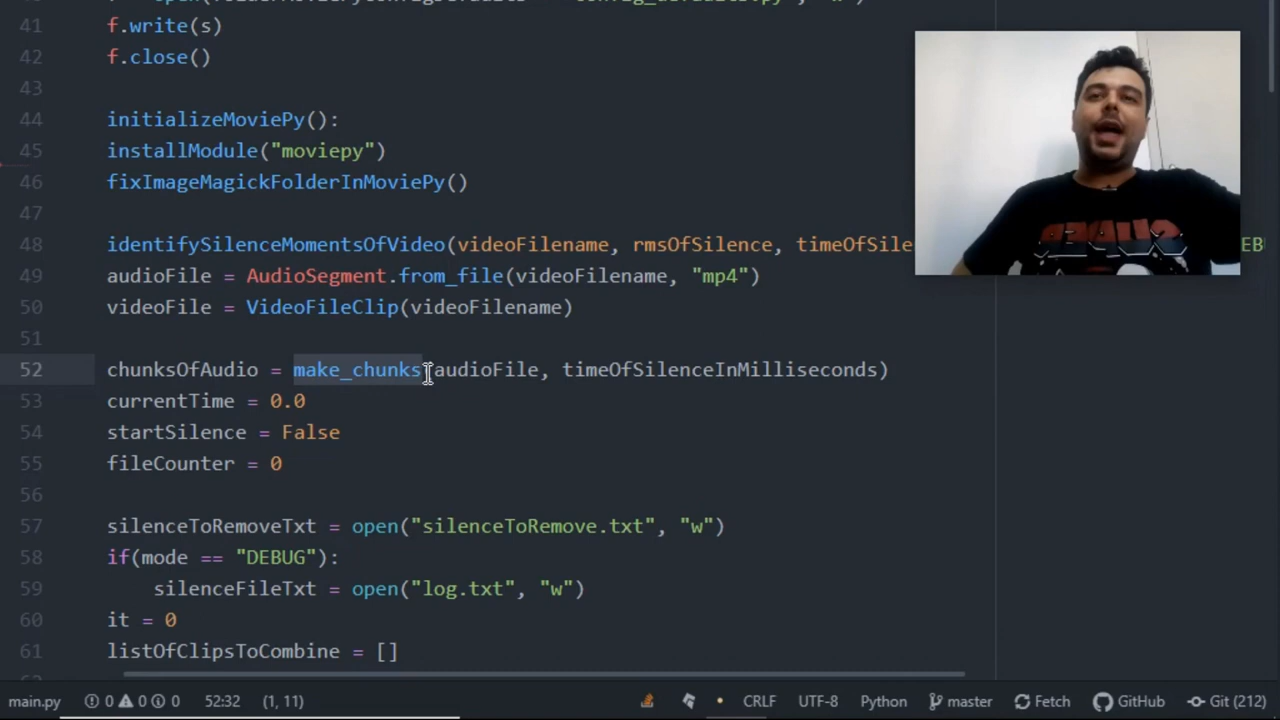 41 f.write(s)
42 f.close()
43
44 initializeMoviePy():
45 installModule("moviepy")
46 fixImageMagickFolderInMoviePy()
47
48 identifySilenceMomentsOfVideo(videoFilename, rmsOfSilence, timeOfSile EB
49 audioFile = AudioSegment.from_file(videoFilename, "mp4")
50 videoFile = VideoFileClip(videoFilename)
51
52 chunksOfAudio = make_chunks(audioFile, timeOfSilenceInMilliseconds)
53 currentTime = 0.0
54 startSilence = False
55 fileCounter = 0
56
57 silenceToRemoveTxt = open("silenceToRemove.txt", "w")
58 if(mode == "DEBUG"):
59 silenceFileTxt = open("log.txt", "w")
60 it = 0
61 listOfClipsToCombine = []
main.py 0 0 0 52:32 (1, 11) CRLF UTF-8 Python master Fetch GitHub Git (212)